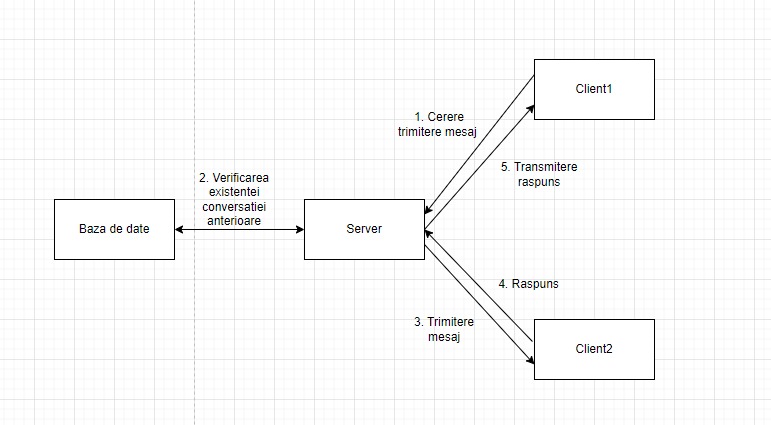 Client1
1. Cerere
trimitere mesaj
5. Transmitere
raspuns
2. Verificarea
existentei
conversatiei
anterioare
Baza de date
Server
4. Raspuns
3. Trimitere
mesaj
Client2